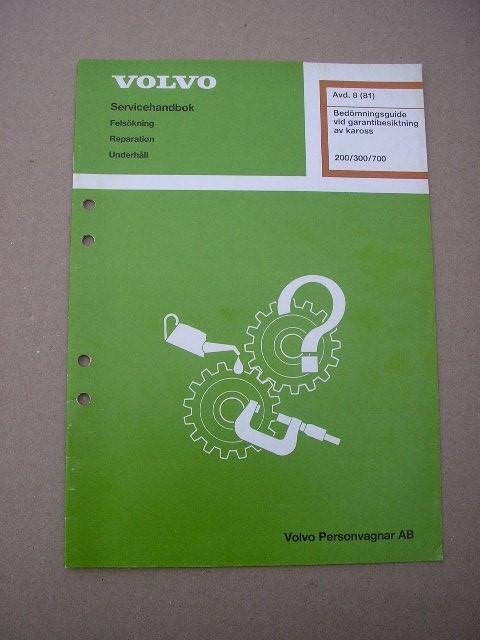 VOLVO
Servicehandbok
Felsökning
Reparation
Underhåll
Avd. 8 (81)
Bedömningsguide
vid garantibesiktning
av kaross
200/300/700
Volvo Personvagnar AB